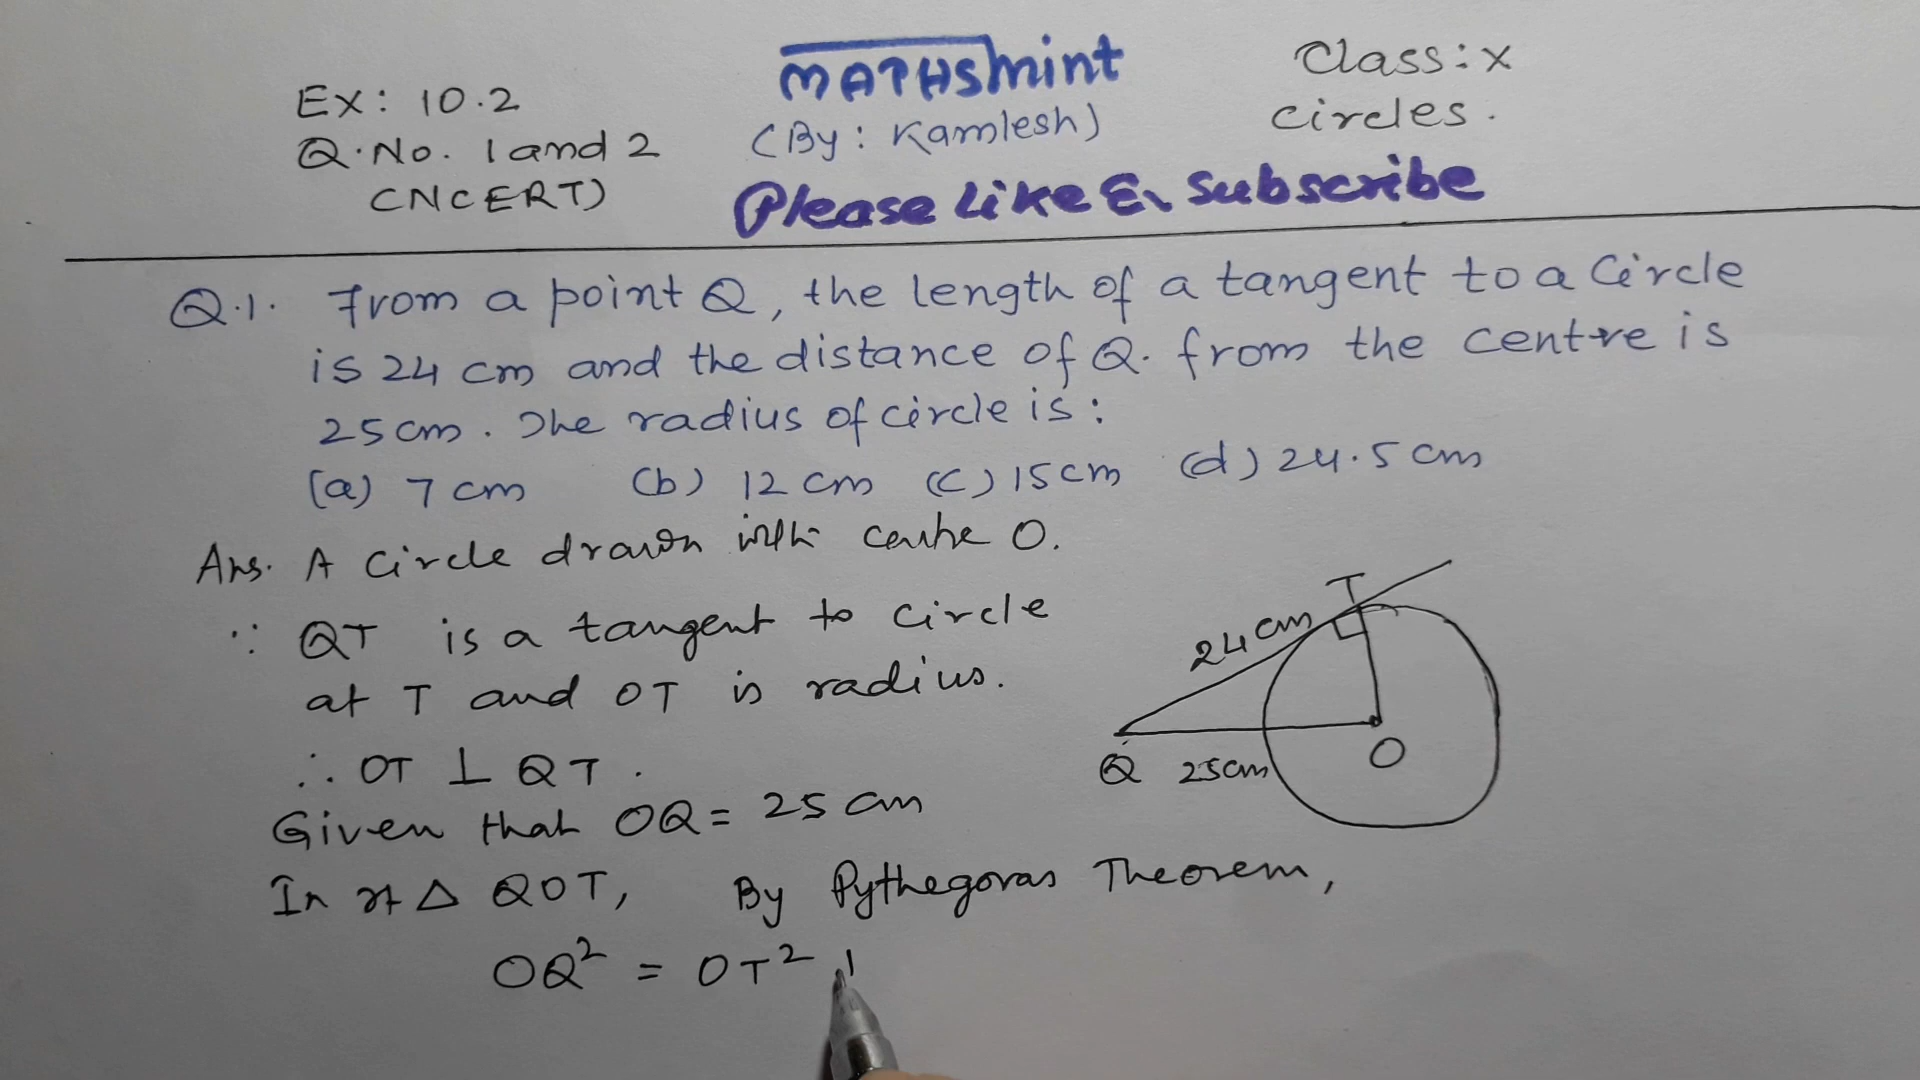 Ex: 10.2
Q.No. 1 and 2
(NCERT)
MATHSmint
(By: Kamlesh)
Please Like & Subscribe
Class: X
Circles.
Q.1. From a point Q, the length of a tangent to a circle
is 24 cm and the distance of Q. from the centre is
25 cm. The radius of circle is:
(a) 7 cm (b) 12 cm (c) 15 cm (d) 24.5 cm
Ans. A circle drawn with centre O.
∵ QT is a tangent to circle
at T and OT is radius.
∴ OT ⊥ QT.
Given that OQ = 25 cm
In rt Δ QOT, By Pythegoras Theorem,
OQ² = OT²
T
24 cm
Q 25cm
O